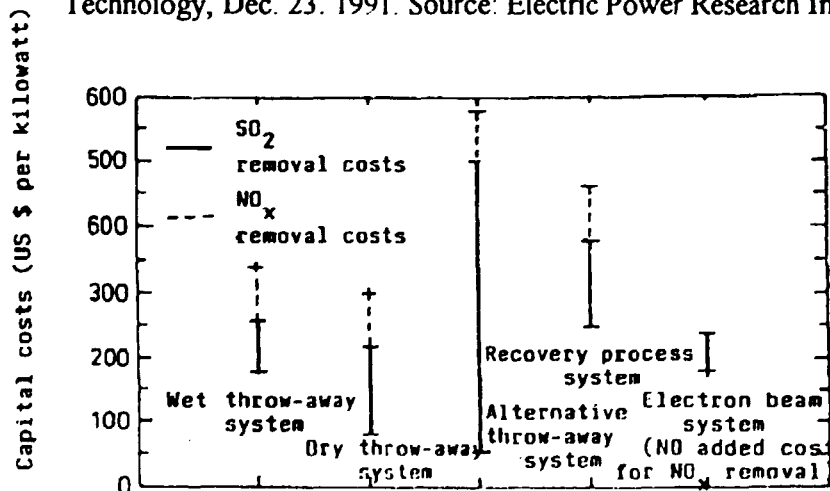 Technology, Dec. 23. 1991. Source: Electric Power Research In
Capital costs (US $ per kilowatt)
600
500
600
300
200
100
0
SO2
removal costs
NOx
removal costs
Wet throw-away
system
Dry throw-away
system
Alternative
throw-away
system
Recovery process
system
Electron beam
system
(NO added cos
for NOx removal)